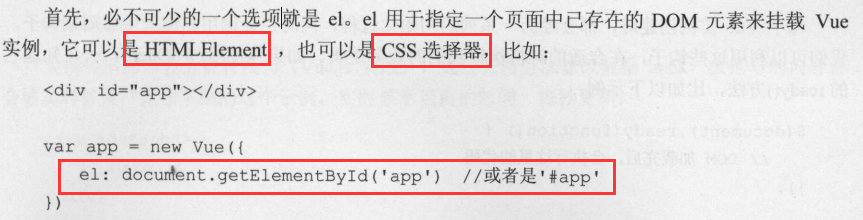 首先，必不可少的一个选项就是 el。el 用于指定一个页面中已存在的 DOM 元素来挂载 Vue
实例，它可以是 HTMLElement，也可以是 CSS 选择器，比如：
<div id="app"></div>
var app = new Vue({
el: document.getElementById('app') //或者是'#app'
})